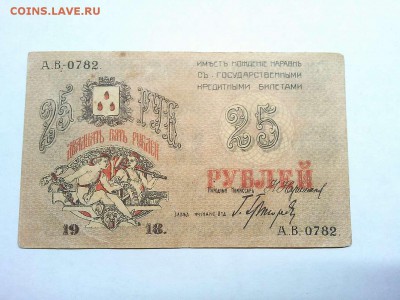 COINS.LAVE.RU
А.В.-0782.
ИМѢЕТЪ ХОЖДЕНІЕ НАРАВНѢ
СЪ ГОСУДАРСТВЕННЫМИ
КРЕДИТНЫМИ БИЛЕТАМИ.
25 РУБ.
ДВАДЦАТЬ ПЯТЬ РУБЛЕЙ
25
РУБЛЕЙ
19 18.
А.В.-0782.